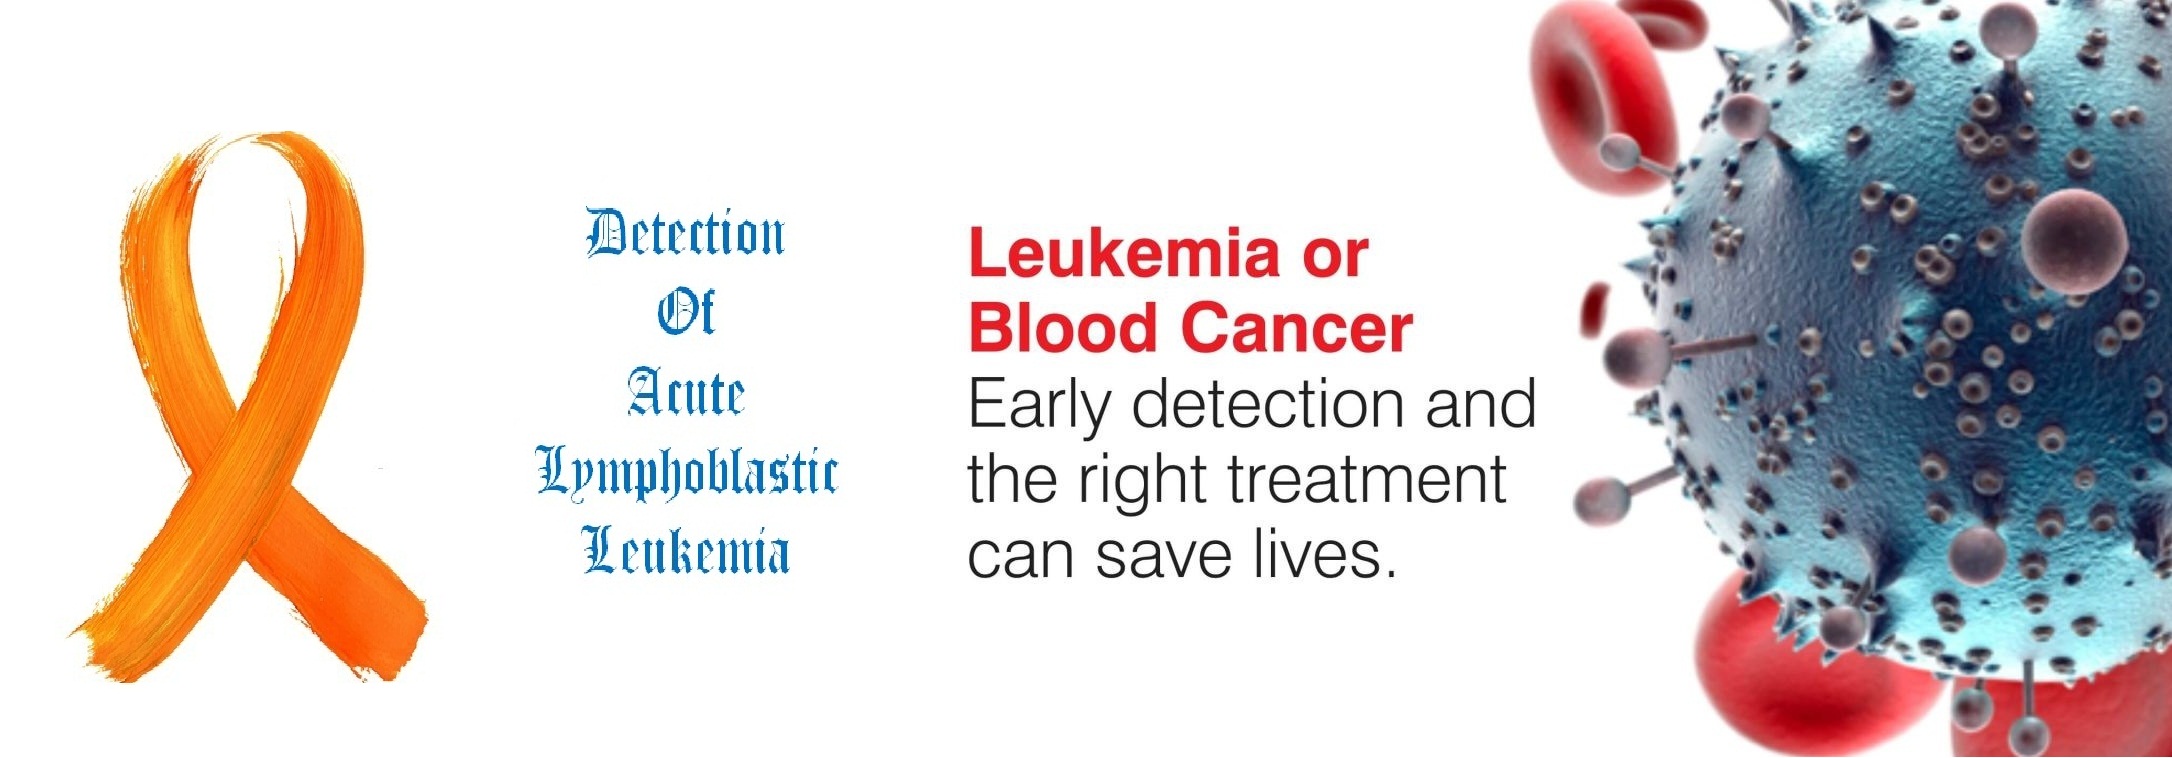 Detection
Of
Acute
Lymphoblastic
Leukemia
Leukemia or
Blood Cancer
Early detection and
the right treatment
can save lives.